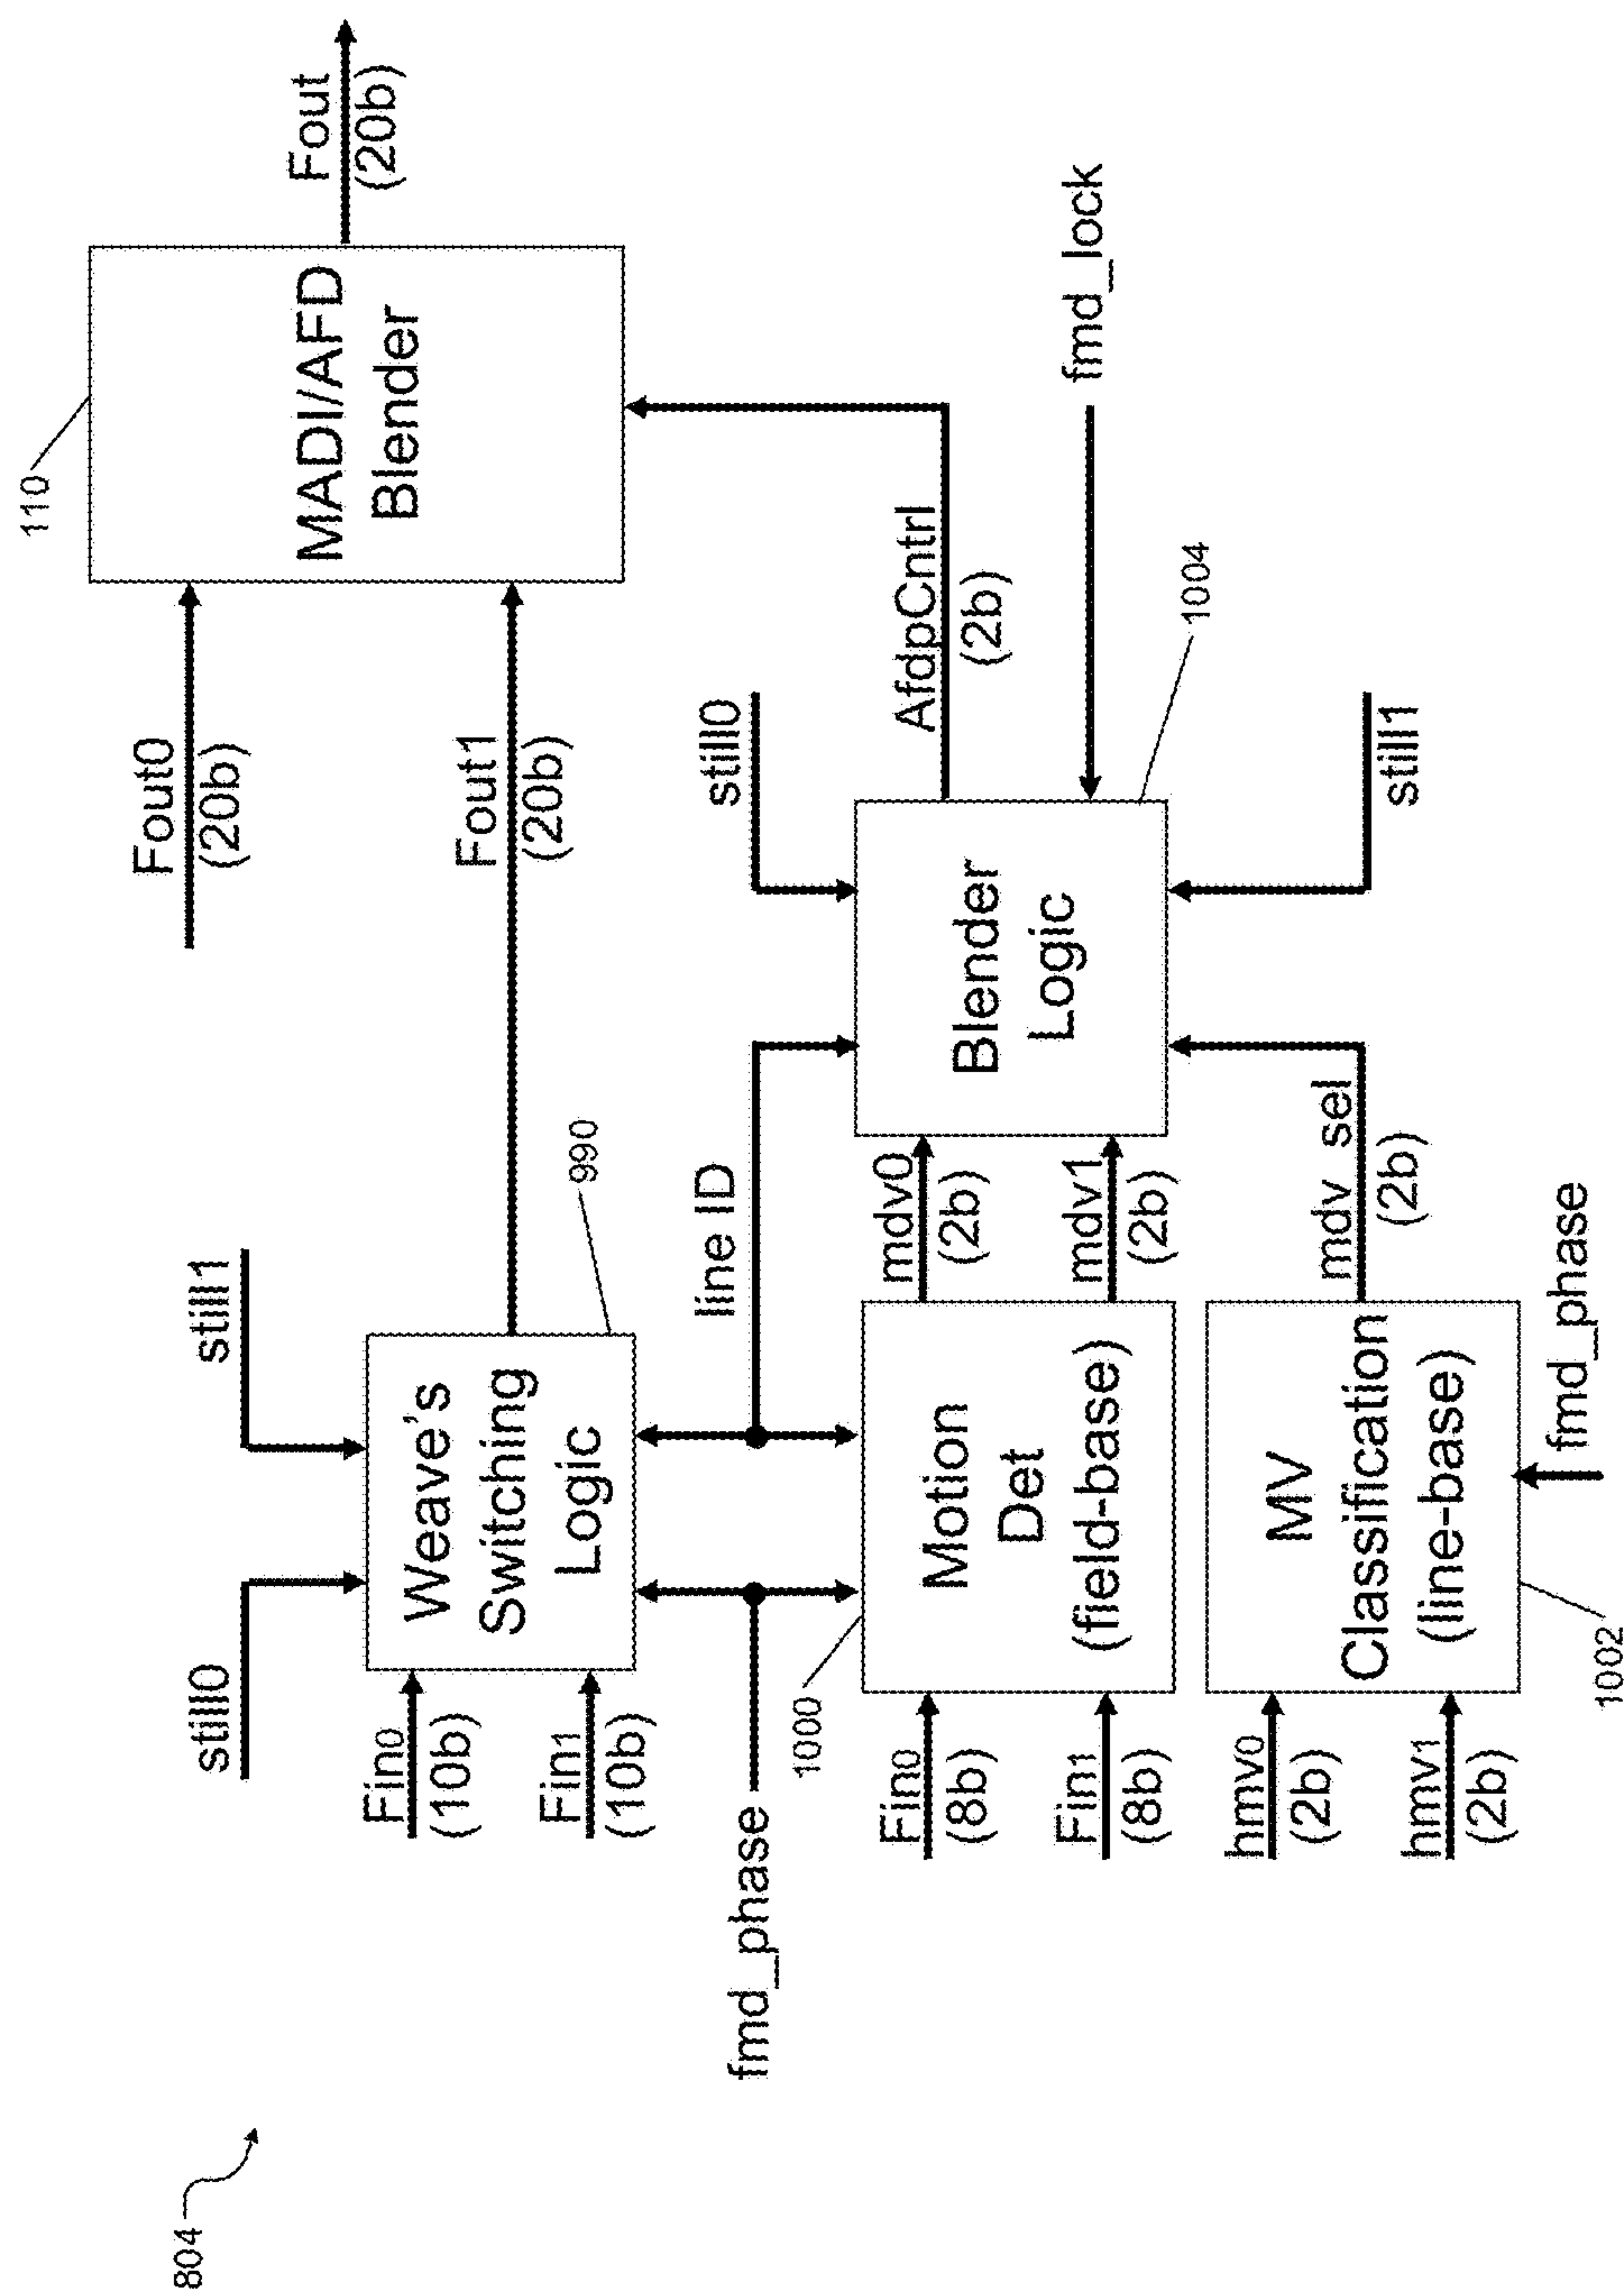 804
still0
still1
Fin0
(10b)
Fin1
(10b)
Weave's
Switching
Logic
990
Fout0
(20b)
Fout1
(20b)
110
MADI/AFD
Blender
Fout
(20b)
fmd_phase
line ID
still0
AfdpCntrl
(2b)
fmd_lock
1000
Fin0
(8b)
Fin1
(8b)
Motion
Det
(field-base)
mdv0
(2b)
mdv1
(2b)
Blender
Logic
1004
hmv0
(2b)
hmv1
(2b)
MV
Classification
(line-base)
mdv_sel
(2b)
still1
1002
fmd_phase